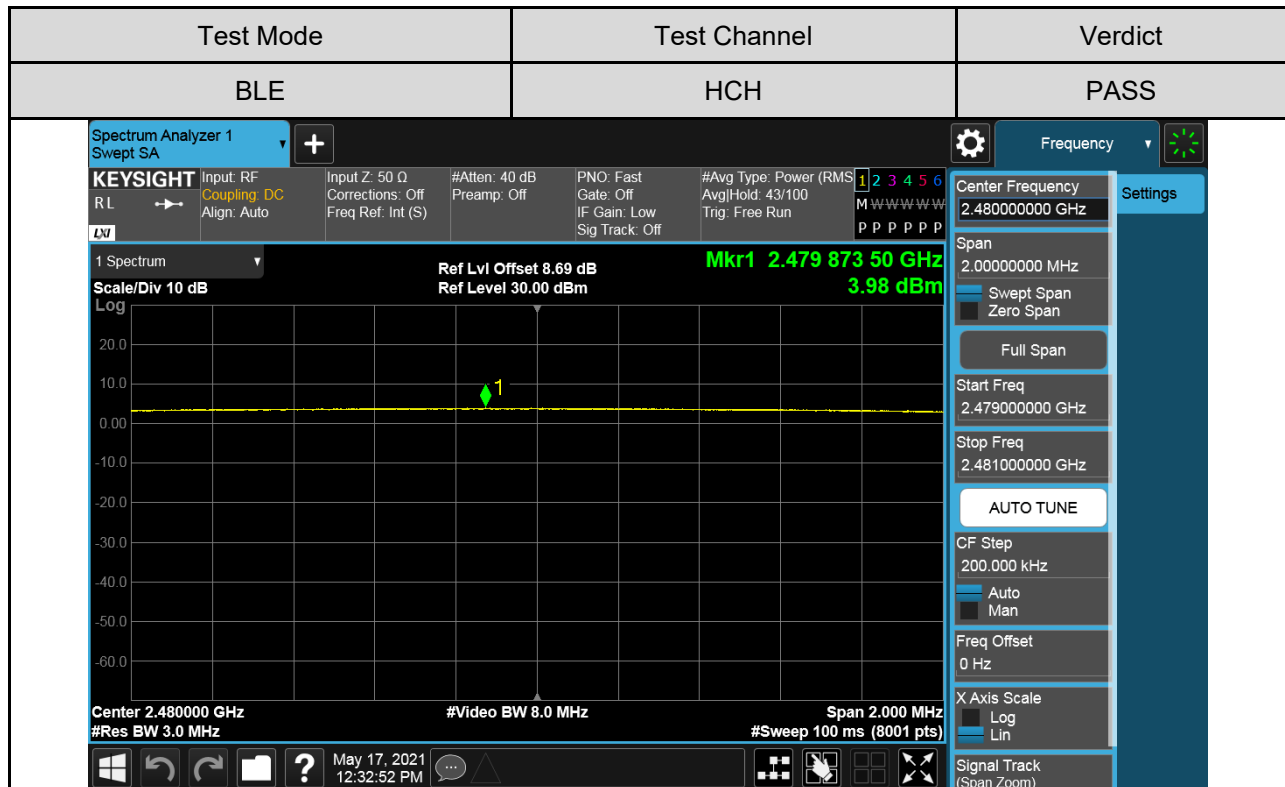 Test Mode Test Channel Verdict
BLE HCH PASS
Spectrum Analyzer 1
Swept SA
+
Frequency
KEYSIGHT
RL
LXI
Input: RF
Coupling: DC
Align: Auto
Input Z: 50 Ω
Corrections: Off
Freq Ref: Int (S)
#Atten: 40 dB
Preamp: Off
PNO: Fast
Gate: Off
IF Gain: Low
Sig Track: Off
#Avg Type: Power (RMS
Avg|Hold: 43/100
Trig: Free Run
1 2 3 4 5 6
M W W W W W
P P P P P P
1 Spectrum
Scale/Div 10 dB
Ref Lvl Offset 8.69 dB
Ref Level 30.00 dBm
Mkr1 2.479 873 50 GHz
3.98 dBm
Log
20.0
10.0
0.00
-10.0
-20.0
-30.0
-40.0
-50.0
-60.0
1
Center 2.480000 GHz
#Res BW 3.0 MHz
#Video BW 8.0 MHz
Span 2.000 MHz
#Sweep 100 ms (8001 pts)
Center Frequency
2.480000000 GHz
Settings
Span
2.00000000 MHz
Swept Span
Zero Span
Full Span
Start Freq
2.479000000 GHz
Stop Freq
2.481000000 GHz
AUTO TUNE
CF Step
200.000 kHz
Auto
Man
Freq Offset
0 Hz
X Axis Scale
Log
Lin
Signal Track
(Span Zoom)
?
May 17, 2021
12:32:52 PM